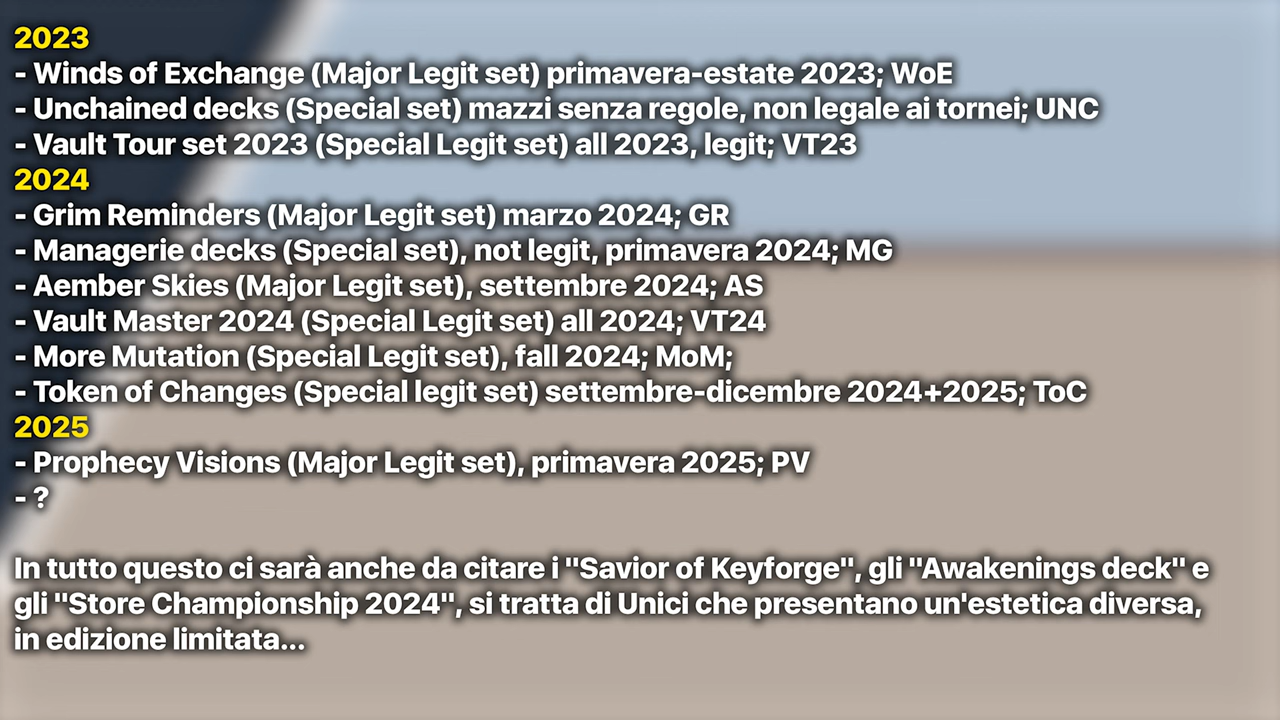 2023
- Winds of Exchange (Major Legit set) primavera-estate 2023; WoE
- Unchained decks (Special set) mazzi senza regole, non legale ai tornei; UNC
- Vault Tour set 2023 (Special Legit set) all 2023, legit; VT23
2024
- Grim Reminders (Major Legit set) marzo 2024; GR
- Managerie decks (Special set), not legit, primavera 2024; MG
- Aember Skies (Major Legit set), settembre 2024; AS
- Vault Master 2024 (Special Legit set) all 2024; VT24
- More Mutation (Special Legit set), fall 2024; MoM;
- Token of Changes (Special legit set) settembre-dicembre 2024+2025; ToC
2025
- Prophecy Visions (Major Legit set), primavera 2025; PV
- ?
In tutto questo ci sarà anche da citare i "Savior of Keyforge", gli "Awakenings deck" e
gli "Store Championship 2024", si tratta di Unici che presentano un'estetica diversa,
in edizione limitata...